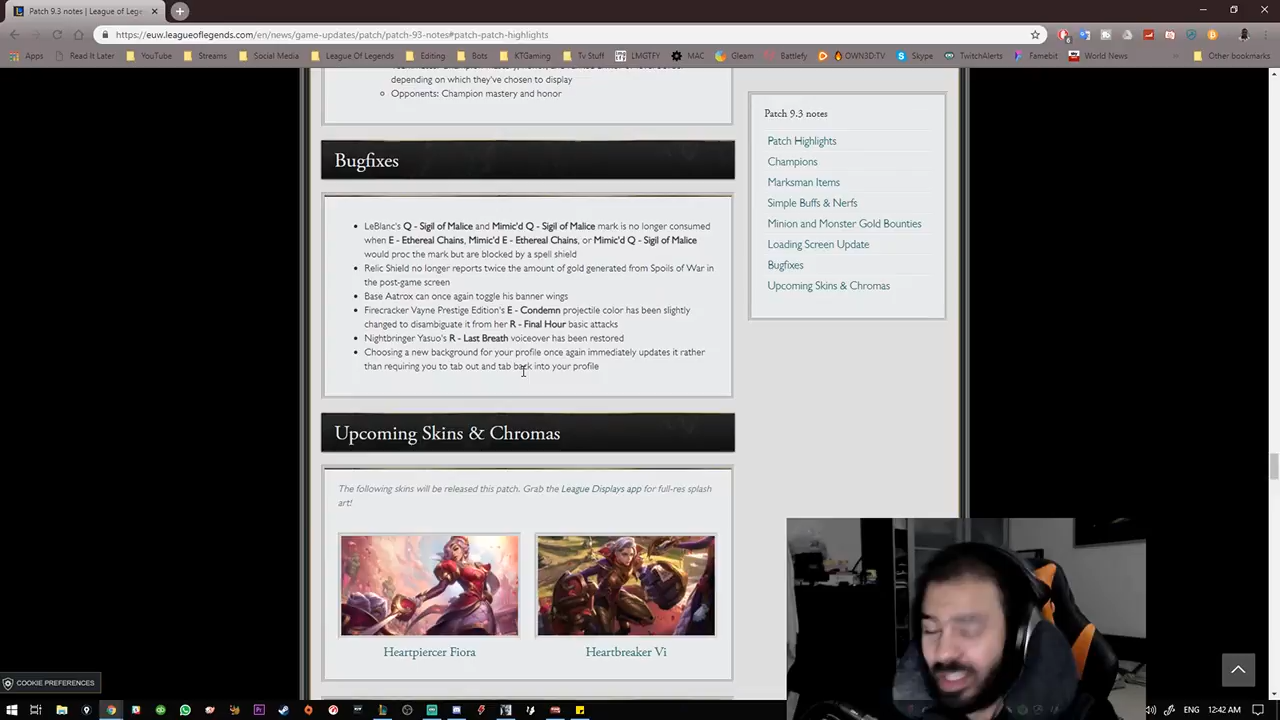 Patch 9.3 notes | League of Lege
https://euw.leagueoflegends.com/en/news/game-updates/patch/patch-93-notes#patch-patch-highlights
Apps Read It Later YouTube Streams Social Media League Of Legends Editing Bots KTGaming Tv Stuff LMGTFY MAC Gleam Battlefy OWN3D.TV Skype TwitchAlerts Famebit World News Other bookmarks
depending on which they've chosen to display
Opponents: Champion mastery and honor
Bugfixes
LeBlanc's Q - Sigil of Malice and Mimic'd Q - Sigil of Malice mark is no longer consumed
when E - Ethereal Chains, Mimic'd E - Ethereal Chains, or Mimic'd Q - Sigil of Malice
would proc the mark but are blocked by a spell shield
Relic Shield no longer reports twice the amount of gold generated from Spoils of War in
the post-game screen
Base Aatrox can once again toggle his banner wings
Firecracker Vayne Prestige Edition's E - Condemn projectile color has been slightly
changed to disambiguate it from her R - Final Hour basic attacks
Nightbringer Yasuo's R - Last Breath voiceover has been restored
Choosing a new background for your profile once again immediately updates it rather
than requiring you to tab out and tab back into your profile
Upcoming Skins & Chromas
The following skins will be released this patch. Grab the League Displays app for full-res splash
art!
Heartpiercer Fiora
Heartbreaker Vi
Patch 9.3 notes
Patch Highlights
Champions
Marksman Items
Simple Buffs & Nerfs
Minion and Monster Gold Bounties
Loading Screen Update
Bugfixes
Upcoming Skins & Chromas
COOKIE PREFERENCES
ENG 12:42 AM